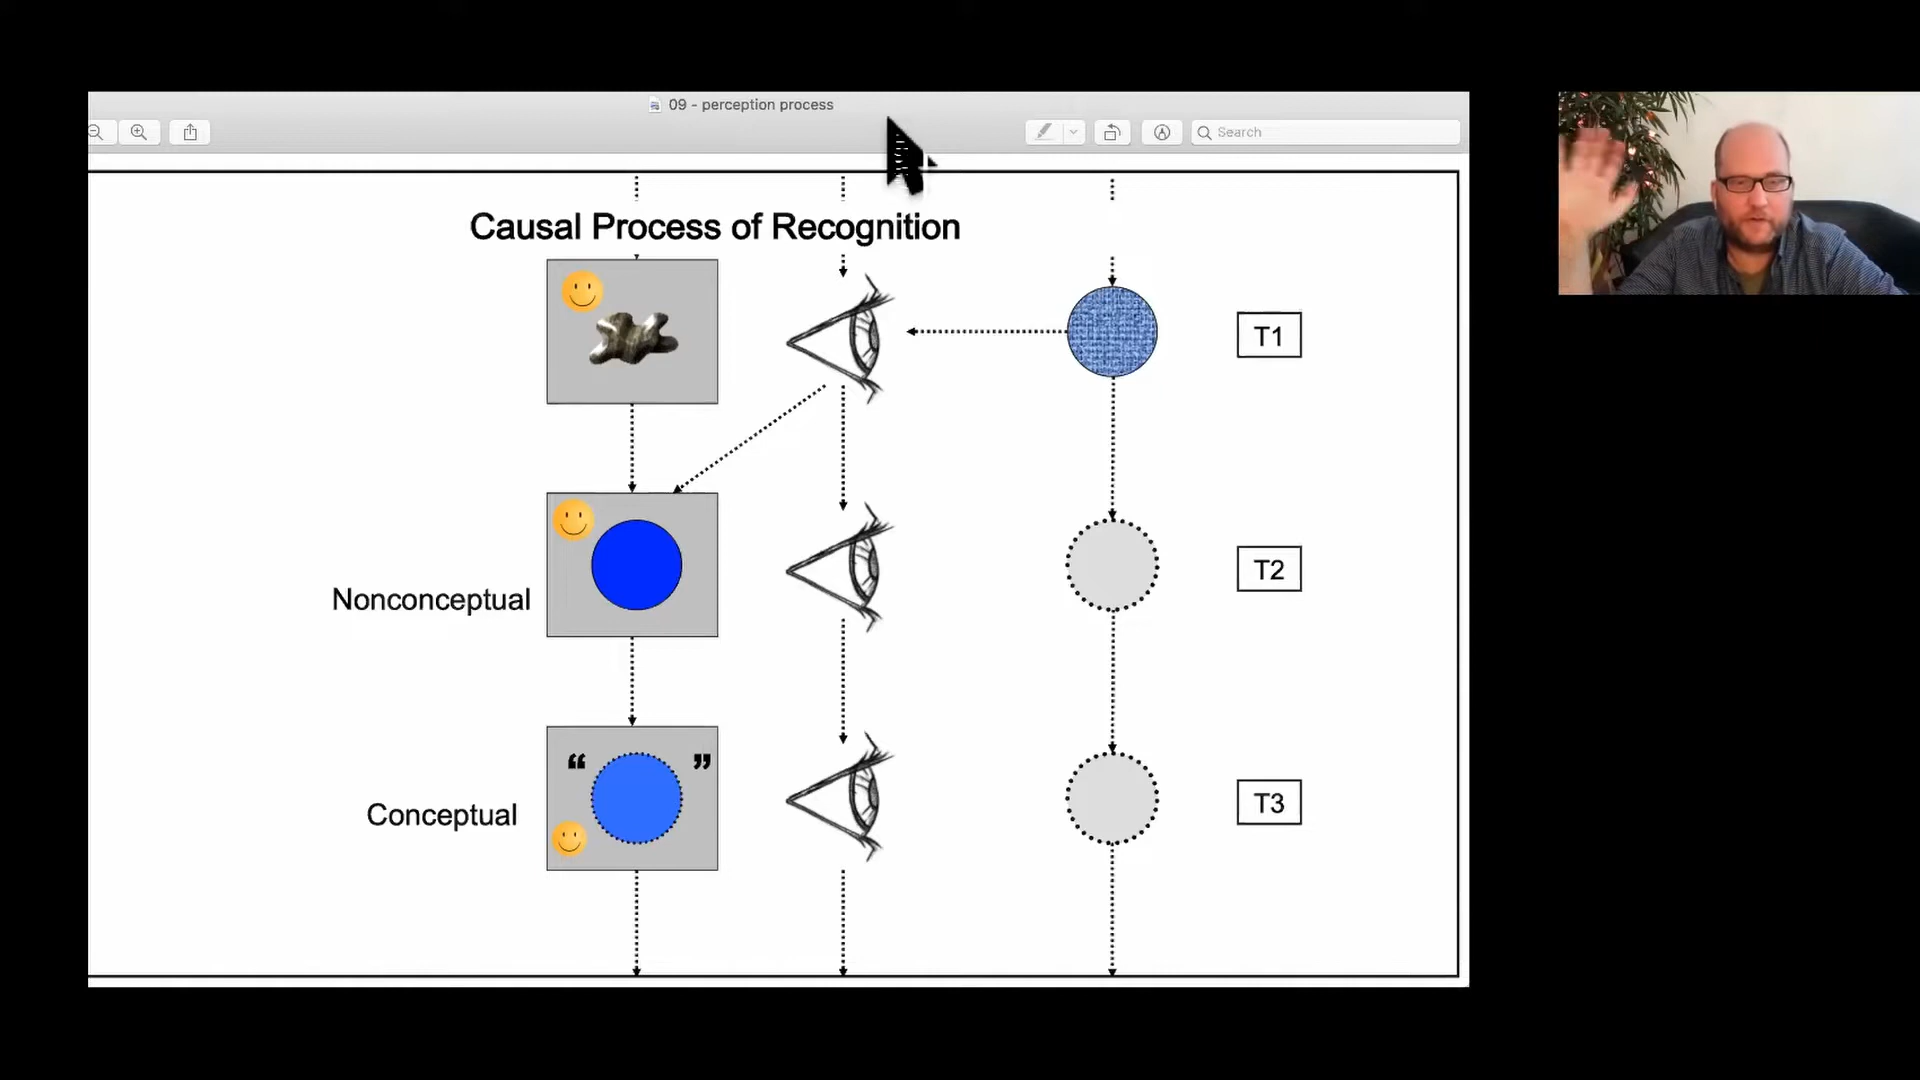 09 - perception process
Search
Causal Process of Recognition
T1
Nonconceptual
T2
“ ”
Conceptual
T3